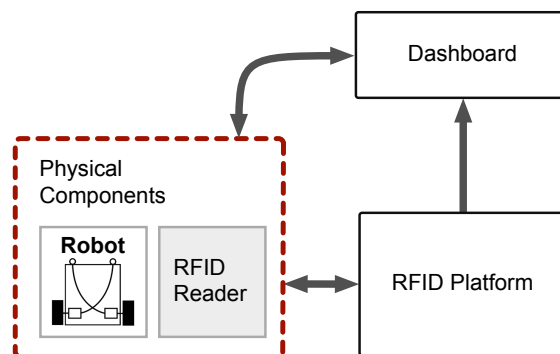 Dashboard
Physical
Components
Robot
RFID
Reader
RFID Platform